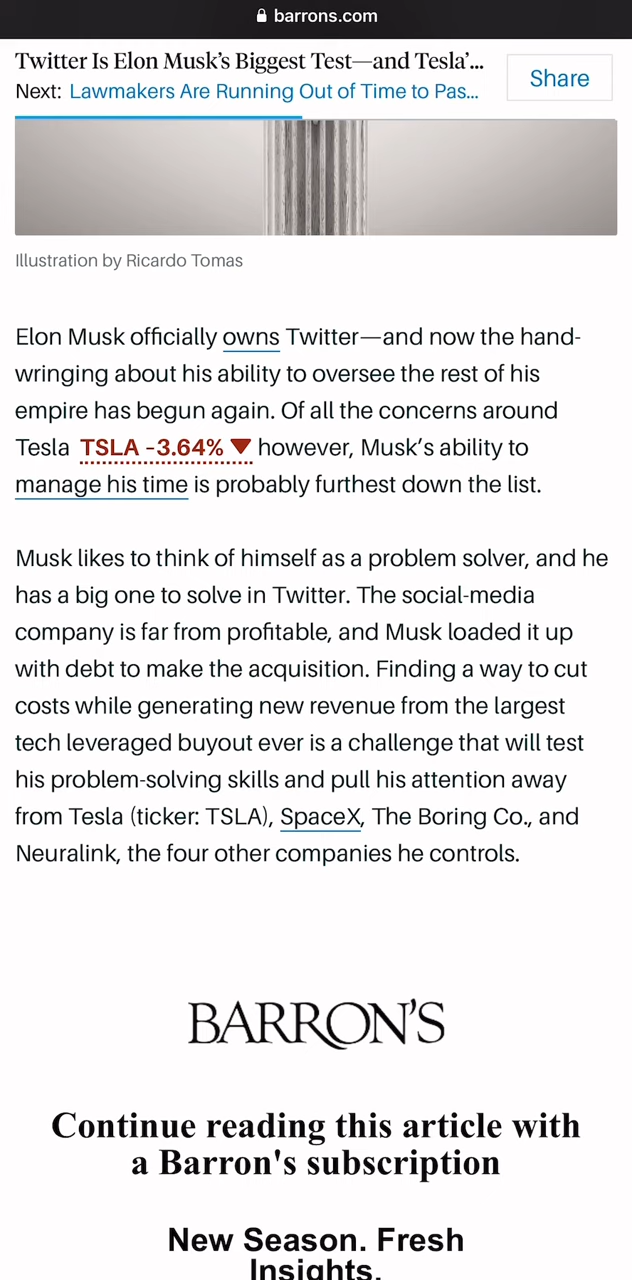 barrons.com
Twitter Is Elon Musk’s Biggest Test—and Tesla’...
Next: Lawmakers Are Running Out of Time to Pas...
Share
Illustration by Ricardo Tomas
Elon Musk officially owns Twitter—and now the hand-
wringing about his ability to oversee the rest of his
empire has begun again. Of all the concerns around
Tesla TSLA -3.64% ▼ however, Musk’s ability to
manage his time is probably furthest down the list.
Musk likes to think of himself as a problem solver, and he
has a big one to solve in Twitter. The social-media
company is far from profitable, and Musk loaded it up
with debt to make the acquisition. Finding a way to cut
costs while generating new revenue from the largest
tech leveraged buyout ever is a challenge that will test
his problem-solving skills and pull his attention away
from Tesla (ticker: TSLA), SpaceX, The Boring Co., and
Neuralink, the four other companies he controls.
BARRON'S
Continue reading this article with
a Barron's subscription
New Season. Fresh
Insights.